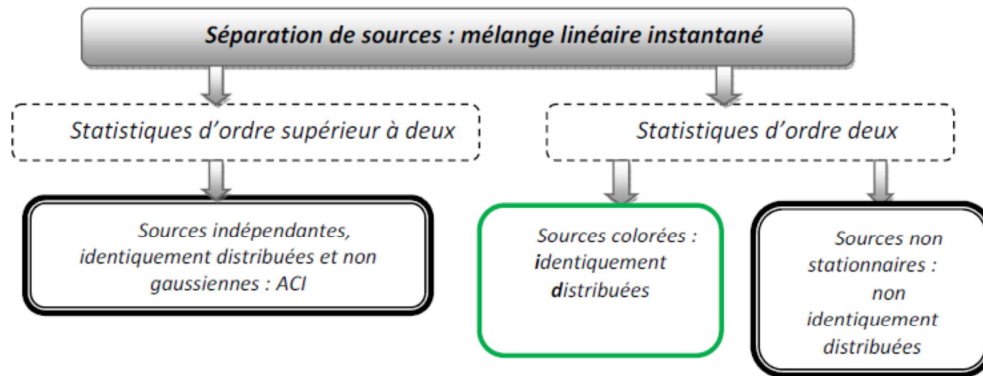 Séparation de sources : mélange linéaire instantané
Statistiques d'ordre supérieur à deux
Statistiques d'ordre deux
Sources indépendantes,
identiquement distribuées et non
gaussiennes : ACI
Sources colorées :
identiquement
distribuées
Sources non
stationnaires :
non
identiquement
distribuées